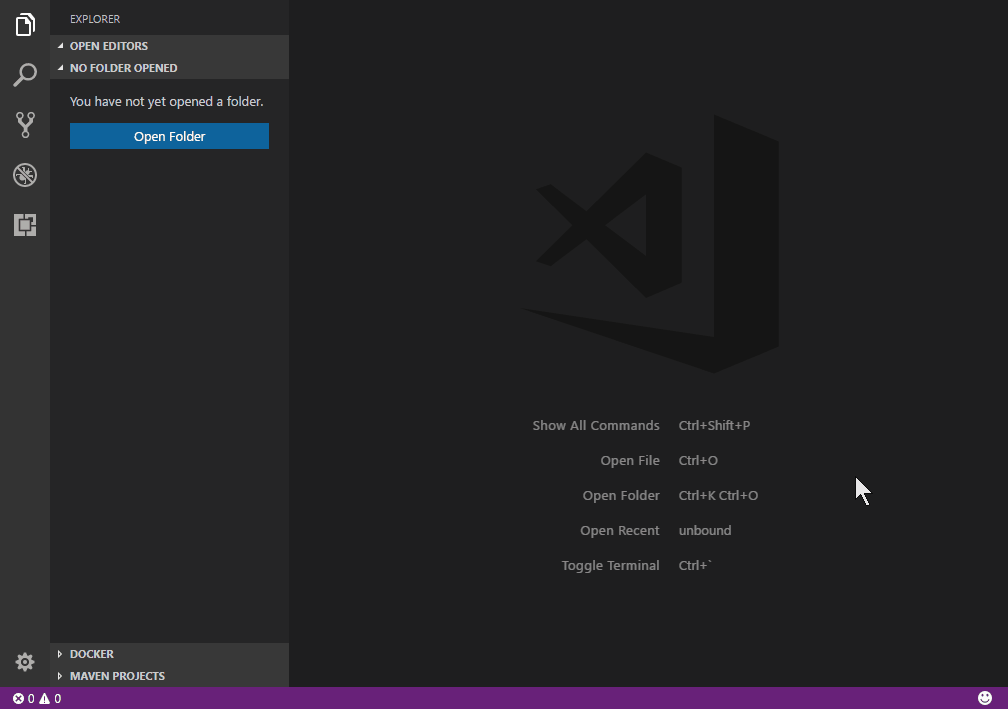 EXPLORER
OPEN EDITORS
NO FOLDER OPENED
You have not yet opened a folder.
Open Folder
Show All Commands Ctrl+Shift+P
Open File Ctrl+O
Open Folder Ctrl+K Ctrl+O
Open Recent unbound
Toggle Terminal Ctrl+`
DOCKER
MAVEN PROJECTS
0 0